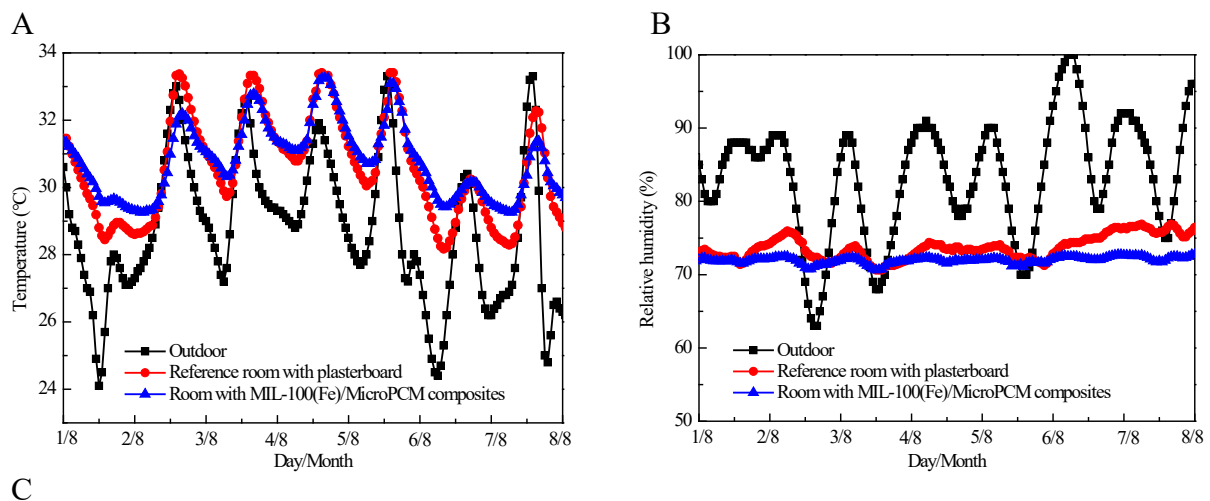 A
34
32
30
28
26
24
Temperature (°C)
Outdoor
Reference room with plasterboard
Room with MIL-100(Fe)/MicroPCM composites
1/8 2/8 3/8 4/8 5/8 6/8 7/8 8/8
Day/Month
B
100
90
80
70
60
50
Relative humidity (%)
Outdoor
Reference room with plasterboard
Room with MIL-100(Fe)/MicroPCM composites
1/8 2/8 3/8 4/8 5/8 6/8 7/8 8/8
Day/Month
C